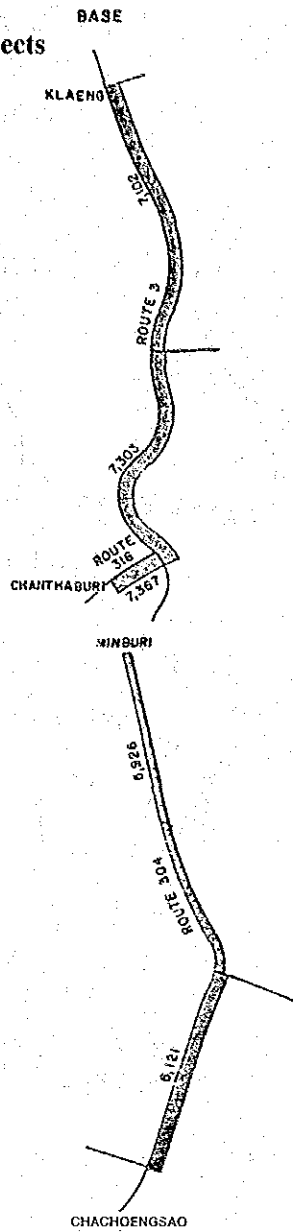 BASE
ects
KLAENG
7,102
ROUTE 3
7,303
ROUTE
316
CHANTHABURI
7,367
MINBURI
5,926
ROUTE 304
6,121
CHACHOENGSAO